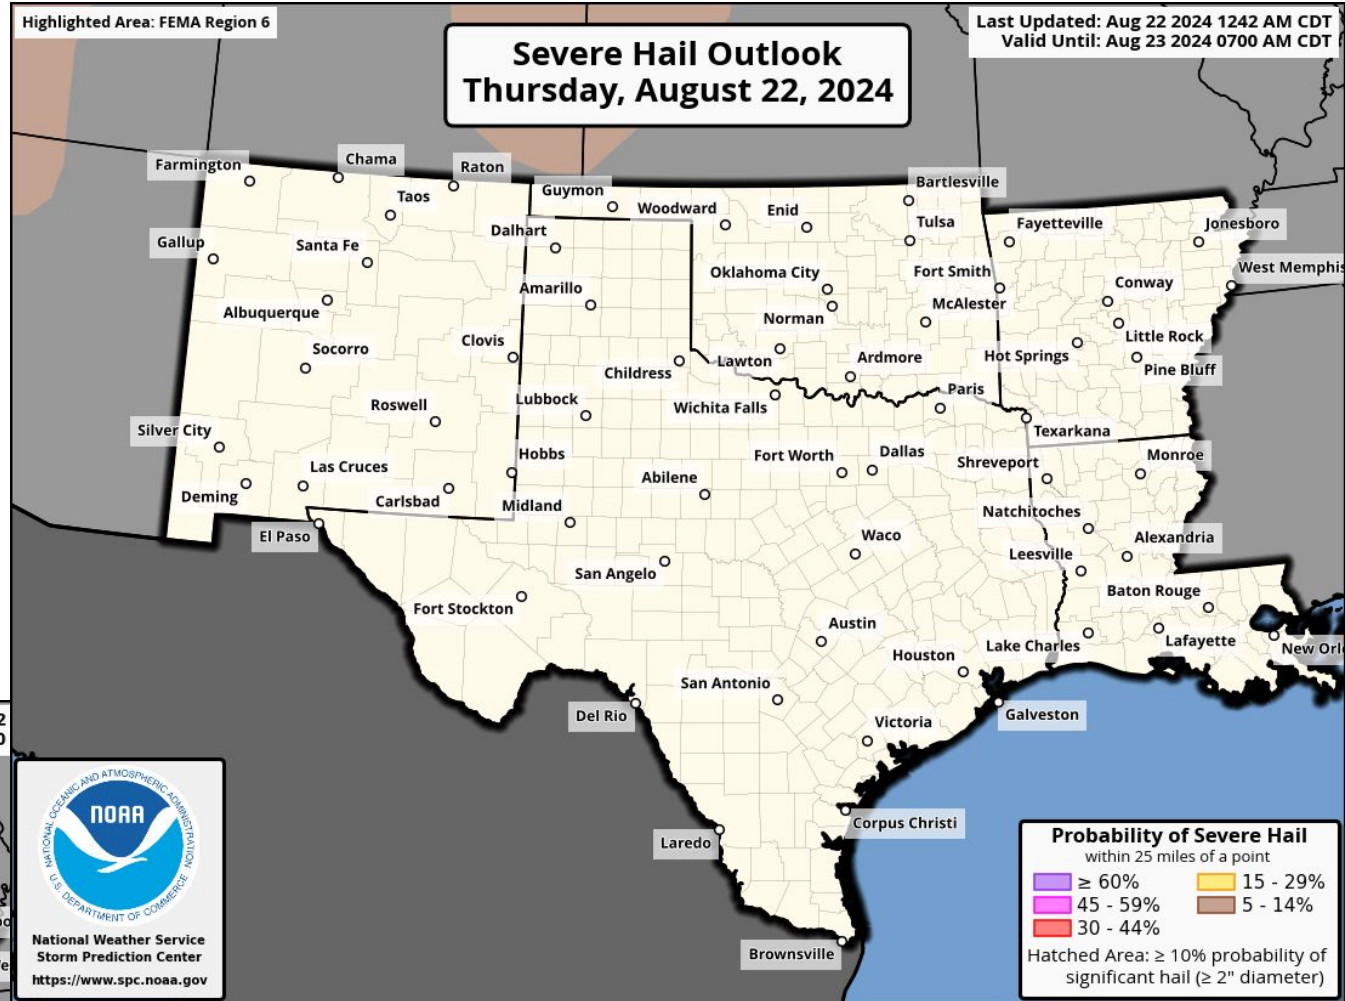 Highlighted Area: FEMA Region 6
Last Updated: Aug 22 2024 1242 AM CDT
Valid Until: Aug 23 2024 0700 AM CDT
Severe Hail Outlook
Thursday, August 22, 2024
Farmington
Chama
Raton
Taos
Guymon
Woodward
Enid
Bartlesville
Tulsa
Fayetteville
Jonesboro
Gallup
Santa Fe
Dalhart
Oklahoma City
Fort Smith
West Memphis
Amarillo
Conway
Albuquerque
Norman
McAlester
Little Rock
Socorro
Clovis
Childress
Lawton
Ardmore
Hot Springs
Pine Bluff
Roswell
Lubbock
Wichita Falls
Paris
Texarkana
Silver City
Las Cruces
Hobbs
Abilene
Fort Worth
Dallas
Shreveport
Monroe
Deming
Carlsbad
Midland
Natchitoches
El Paso
Waco
Leesville
Alexandria
San Angelo
Fort Stockton
Baton Rouge
Austin
Houston
Lake Charles
Lafayette
New Orl
San Antonio
Del Rio
Victoria
Galveston
Laredo
Corpus Christi
Brownsville
2
0
NATIONAL OCEANIC AND ATMOSPHERIC ADMINISTRATION
NOAA
U.S. DEPARTMENT OF COMMERCE
National Weather Service
Storm Prediction Center
https://www.spc.noaa.gov
Probability of Severe Hail
within 25 miles of a point
≥ 60%
15 - 29%
45 - 59%
5 - 14%
30 - 44%
Hatched Area: ≥ 10% probability of
significant hail (≥ 2" diameter)